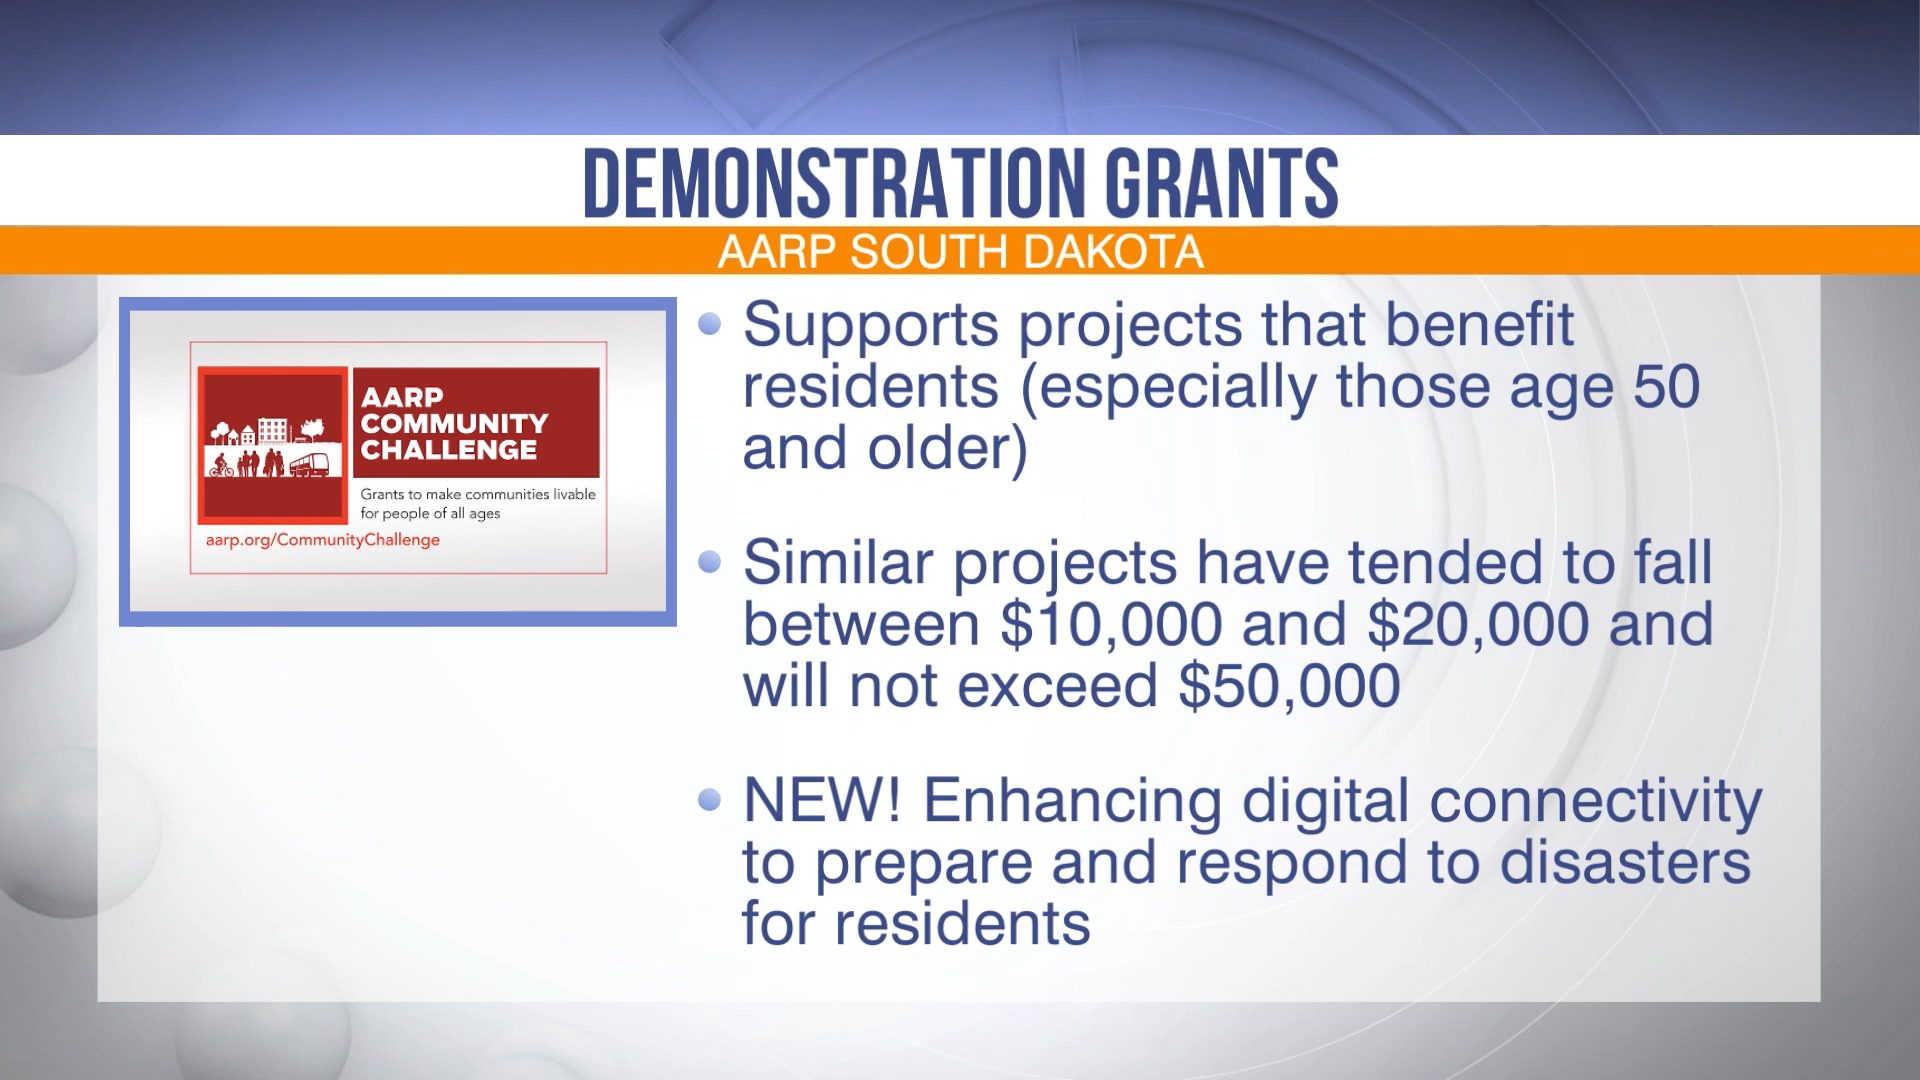 DEMONSTRATION GRANTS
AARP SOUTH DAKOTA
AARP
COMMUNITY
CHALLENGE
Grants to make communities livable
for people of all ages
aarp.org/CommunityChallenge
• Supports projects that benefit
residents (especially those age 50
and older)
• Similar projects have tended to fall
between $10,000 and $20,000 and
will not exceed $50,000
• NEW! Enhancing digital connectivity
to prepare and respond to disasters
for residents